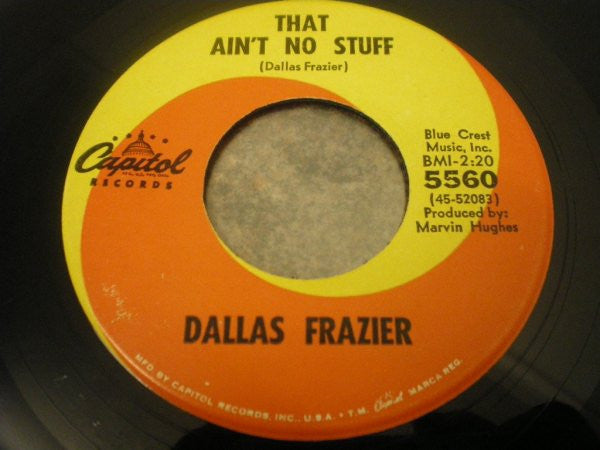 THAT
AIN'T NO STUFF
(Dallas Frazier)
Capitol
RECORDS
Blue Crest
Music, Inc.
BMI-2:20
5560
(45-52083)
Produced by:
Marvin Hughes
DALLAS FRAZIER
MFD BY CAPITOL RECORDS, INC., U.S.A. • T.M. Capitol MARCA REG.